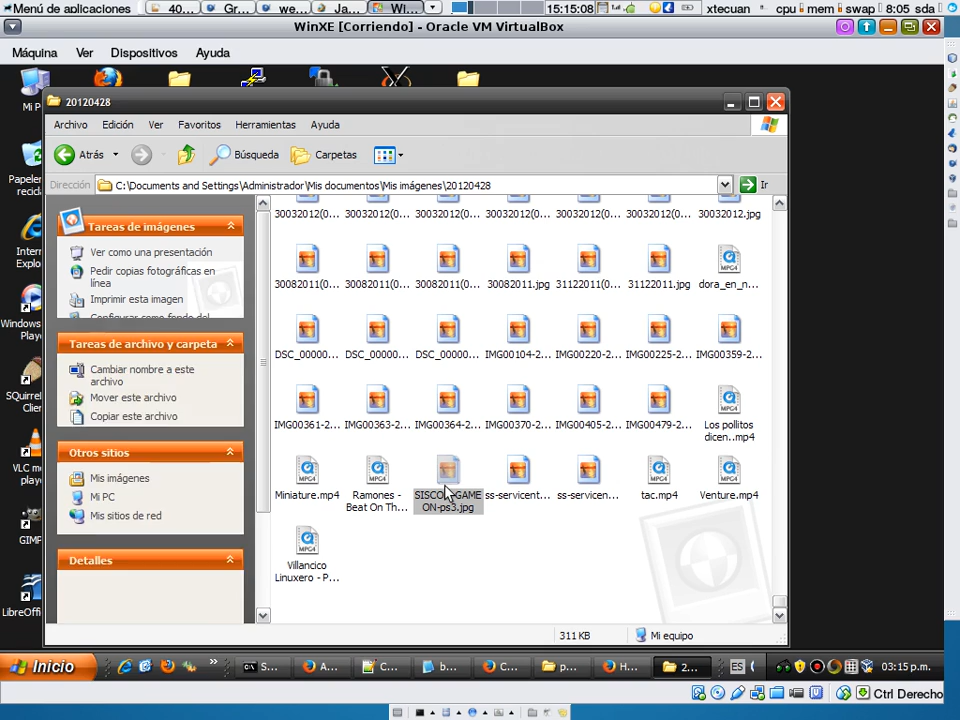 Menú de aplicaciones 40... Gr... we... Ja... Wi... 15:15:08 xtecuan cpu mem swap 8:05 sda
WinXE [Corriendo] - Oracle VM VirtualBox
Máquina Ver Dispositivos Ayuda
Mi P
Papeler
recicla
Intern
Explo
Windows
Playe
SQuirrel
Clien
VLC me
playe
GIMP
LibreOffi
20120428
Archivo Edición Ver Favoritos Herramientas Ayuda
Atrás Búsqueda Carpetas
Dirección C:\Documents and Settings\Administrador\Mis documentos\Mis imágenes\20120428 Ir
Tareas de imágenes
Ver como una presentación
Pedir copias fotográficas en
línea
Imprimir esta imagen
Configurar como fondo del
Tareas de archivo y carpeta
Cambiar nombre a este
archivo
Mover este archivo
Copiar este archivo
Otros sitios
Mis imágenes
Mi PC
Mis sitios de red
Detalles
30032012(0... 30032012(0... 30032012(0... 30032012(0... 30032012(0... 30032012(0... 30032012.jpg
30082011(0... 30082011(0... 30082011(0... 30082011.jpg 31122011(0... 31122011.jpg dora_en_n...
DSC_00000... DSC_00000... DSC_00000... IMG00104-2... IMG00220-2... IMG00225-2... IMG00359-2...
IMG00361-2... IMG00363-2... IMG00364-2... IMG00370-2... IMG00405-2... IMG00479-2... Los pollitos
dicen..mp4
Miniature.mp4 Ramones -
Beat On Th... ON-ps3.jpg ss-servicent... ss-servicen... tac.mp4 Venture.mp4
Villancico
Linuxero - P...
311 KB Mi equipo
Inicio » S... A... C... b... C... p... H... 2... ES 03:15 p.m.
Ctrl Derecho